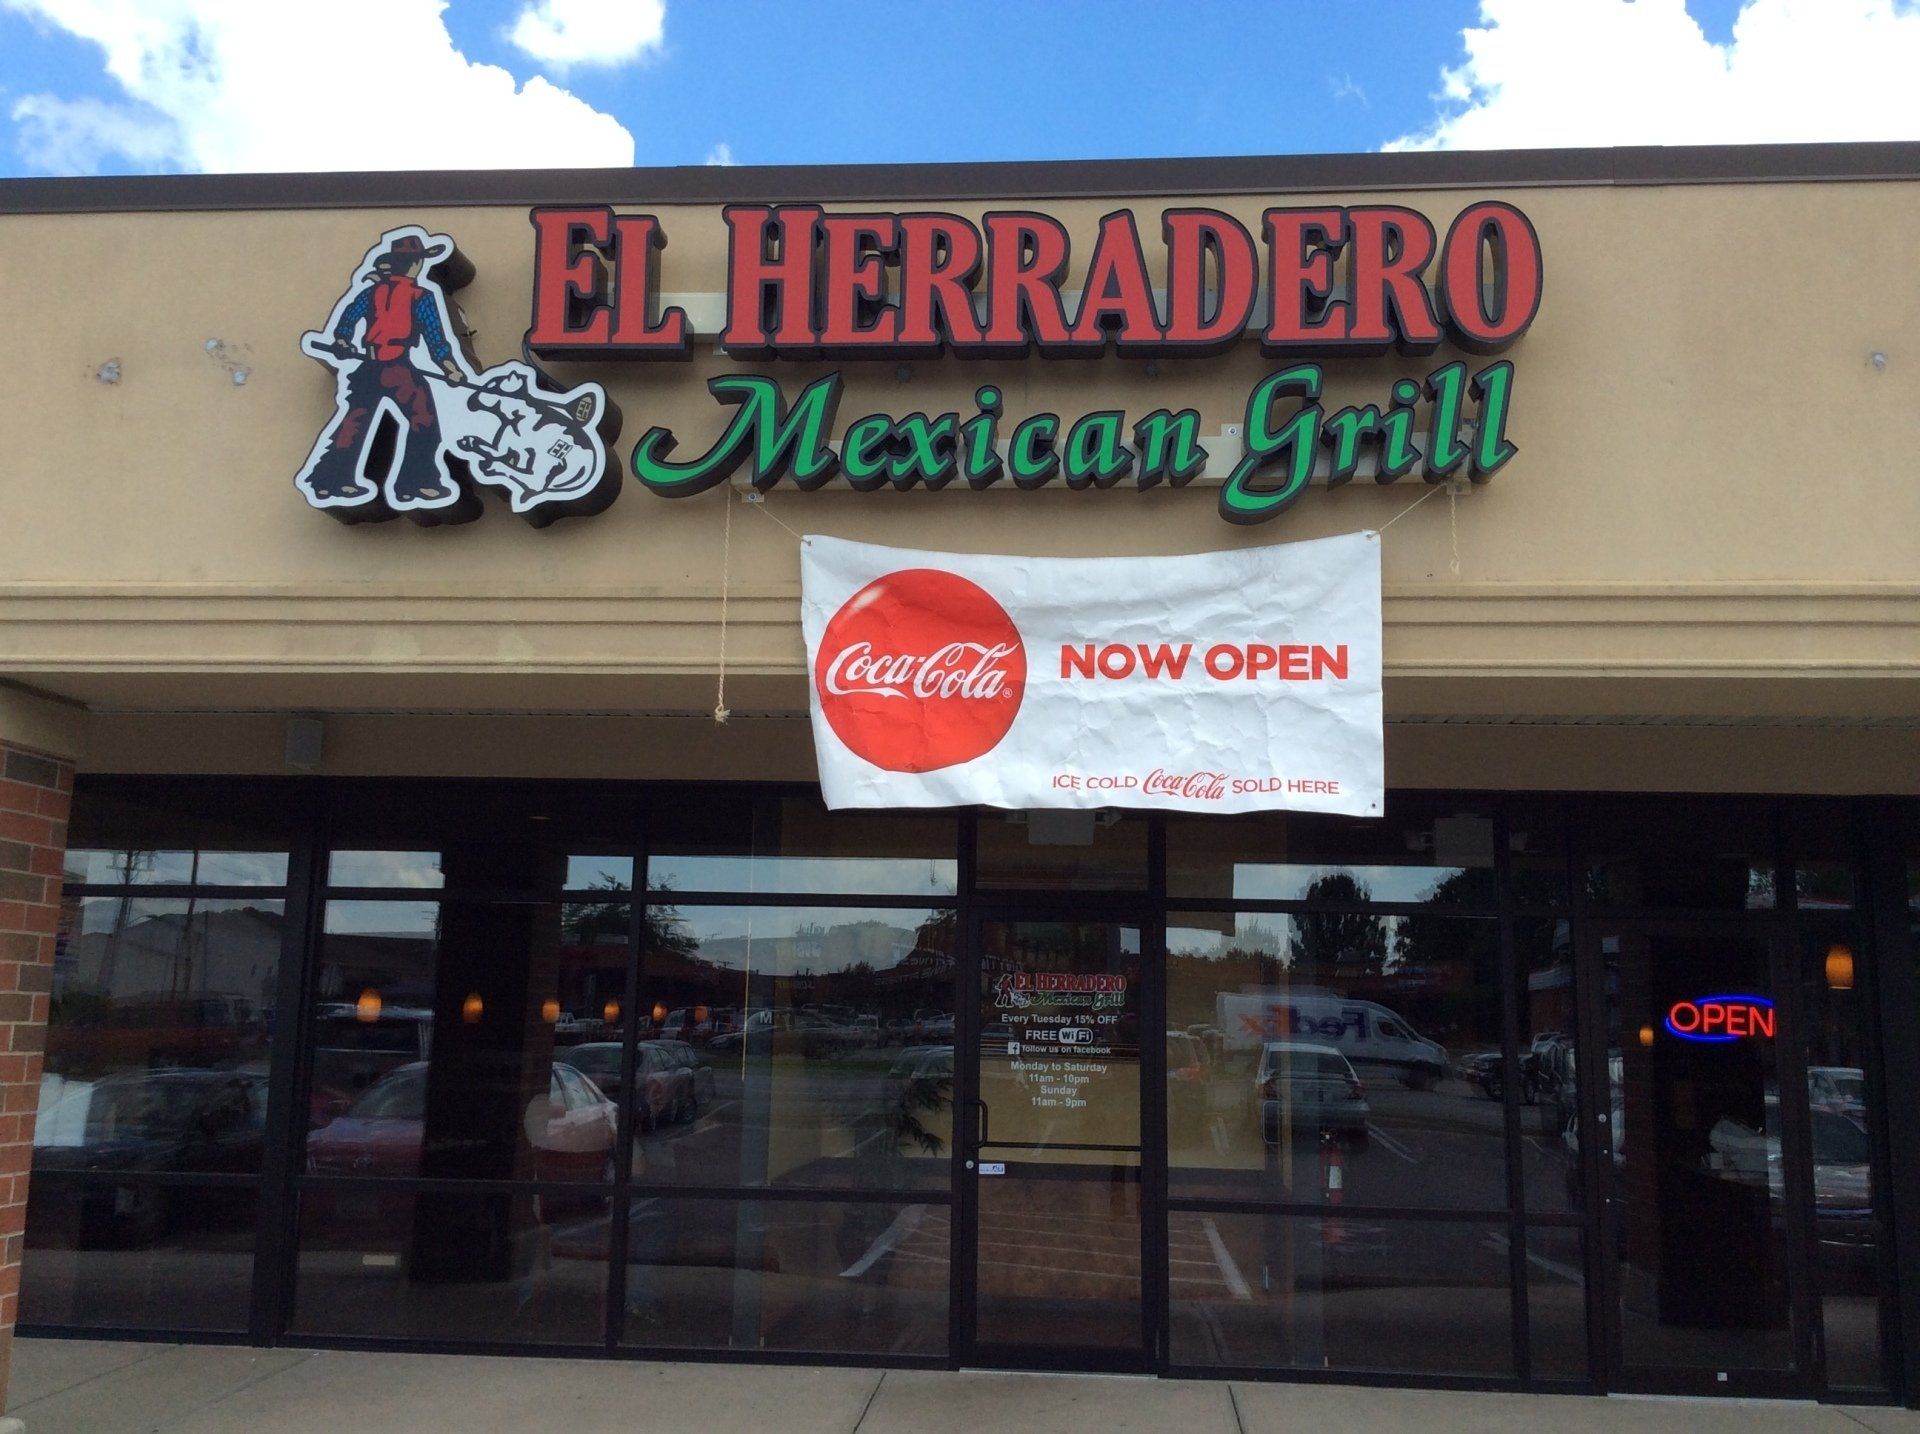 EL HERRADERO
Mexican Grill
Coca-Cola®
NOW OPEN
ICE COLD Coca-Cola SOLD HERE
EL HERRADERO
Mexican Grill
Every Tuesday 15% OFF
FREE WiFi
f follow us on facebook
Monday to Saturday
11am - 10pm
Sunday
11am - 9pm
FedEx
OPEN